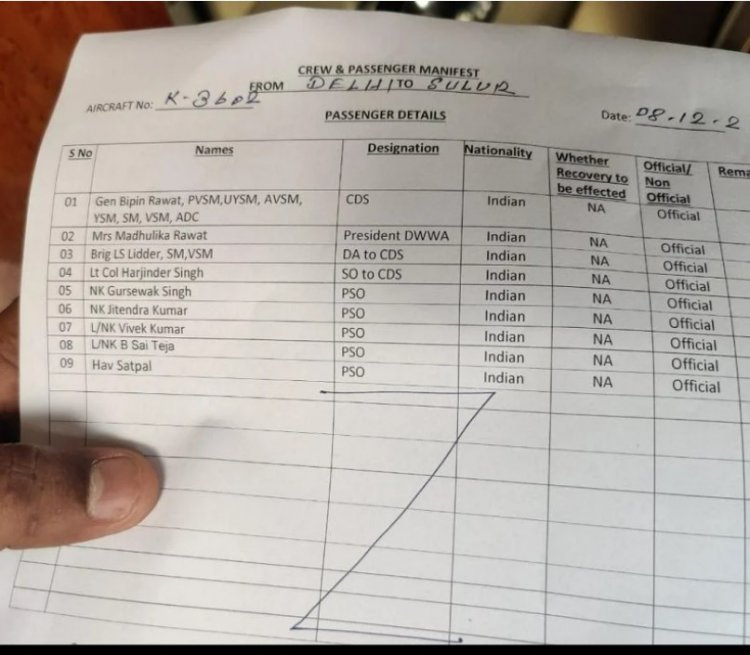 CREW & PASSENGER MANIFEST
AIRCRAFT No: K-3602 FROM DELHI TO SULUR
PASSENGER DETAILS Date: 08.12.2
S No Names Designation Nationality Whether Recovery to be effected Official/ Non Official Rema
01 Gen Bipin Rawat, PVSM,UYSM, AVSM, YSM, SM, VSM, ADC CDS Indian NA Official
02 Mrs Madhulika Rawat President DWWA Indian NA Official
03 Brig LS Lidder, SM,VSM DA to CDS Indian NA Official
04 Lt Col Harjinder Singh SO to CDS Indian NA Official
05 NK Gursewak Singh PSO Indian NA Official
06 NK Jitendra Kumar PSO Indian NA Official
07 L/NK Vivek Kumar PSO Indian NA Official
08 L/NK B Sai Teja PSO Indian NA Official
09 Hav Satpal PSO Indian NA Official